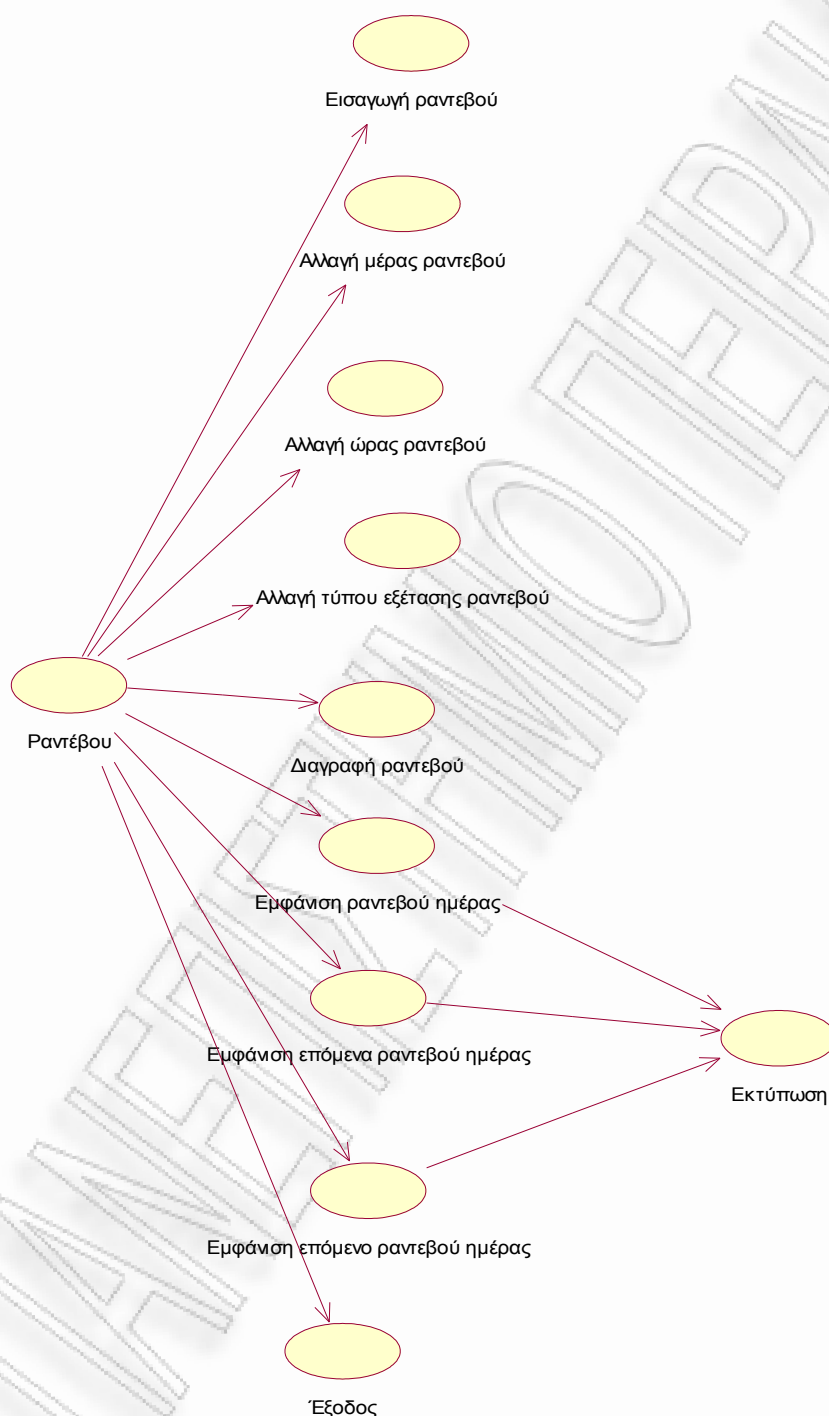 Εισαγωγή ραντεβού
Αλλαγή μέρας ραντεβού
Αλλαγή ώρας ραντεβού
Αλλαγή τύπου εξέτασης ραντεβού
Ραντέβου
Διαγραφή ραντεβού
Εμφάνιση ραντεβού ημέρας
Εμφάνιση επόμενα ραντεβού ημέρας
Εκτύπωση
Εμφάνιση επόμενο ραντεβού ημέρας
Έξοδος